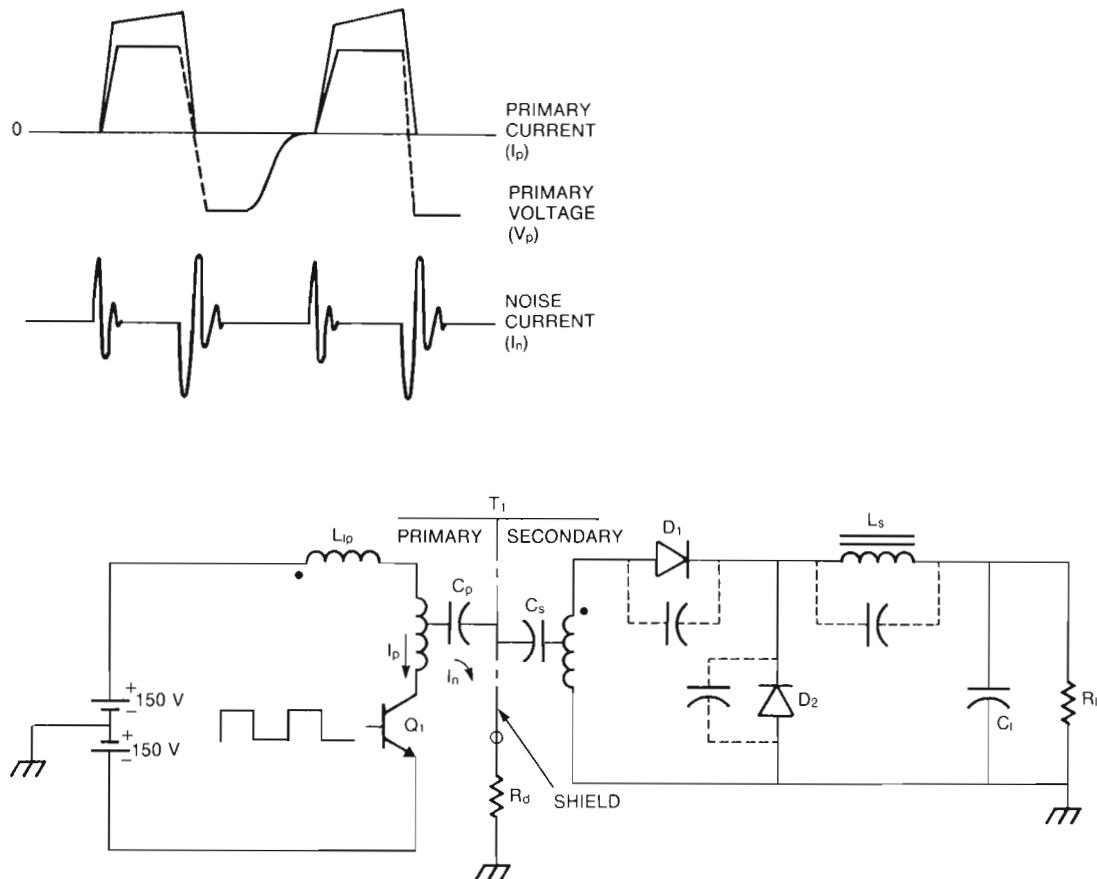 0
PRIMARY
CURRENT
(Ip)
PRIMARY
VOLTAGE
(Vp)
NOISE
CURRENT
(In)
T1
PRIMARY
SECONDARY
Llp
Cp
Cs
D1
Ls
Ip
In
+
150 V
−
+
150 V
−
Q1
D2
Cl
Rl
Rd
SHIELD